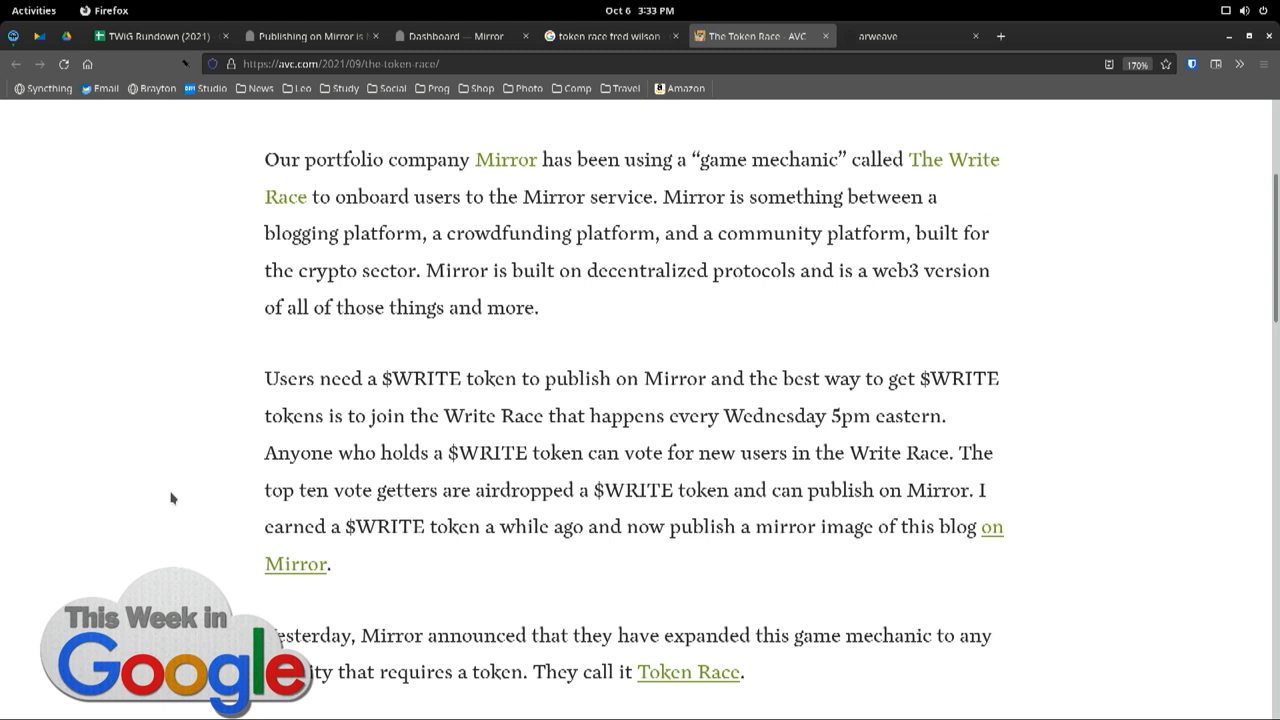 Activities
Firefox
Oct 6 3:33 PM
TWiG Rundown (2021)
Publishing on Mirror is
Dashboard — Mirror
token race fred wilson
The Token Race - AVC
arweave
https://avc.com/2021/09/the-token-race/
170%
Syncthing
Email
Brayton
Studio
News
Leo
Study
Social
Prog
Shop
Photo
Comp
Travel
Amazon
Our portfolio company Mirror has been using a “game mechanic” called The Write
Race to onboard users to the Mirror service. Mirror is something between a
blogging platform, a crowdfunding platform, and a community platform, built for
the crypto sector. Mirror is built on decentralized protocols and is a web3 version
of all of those things and more.
Users need a $WRITE token to publish on Mirror and the best way to get $WRITE
tokens is to join the Write Race that happens every Wednesday 5pm eastern.
Anyone who holds a $WRITE token can vote for new users in the Write Race. The
top ten vote getters are airdropped a $WRITE token and can publish on Mirror. I
earned a $WRITE token a while ago and now publish a mirror image of this blog on
Mirror.
esterday, Mirror announced that they have expanded this game mechanic to any
ity that requires a token. They call it Token Race.
This Week in
Google